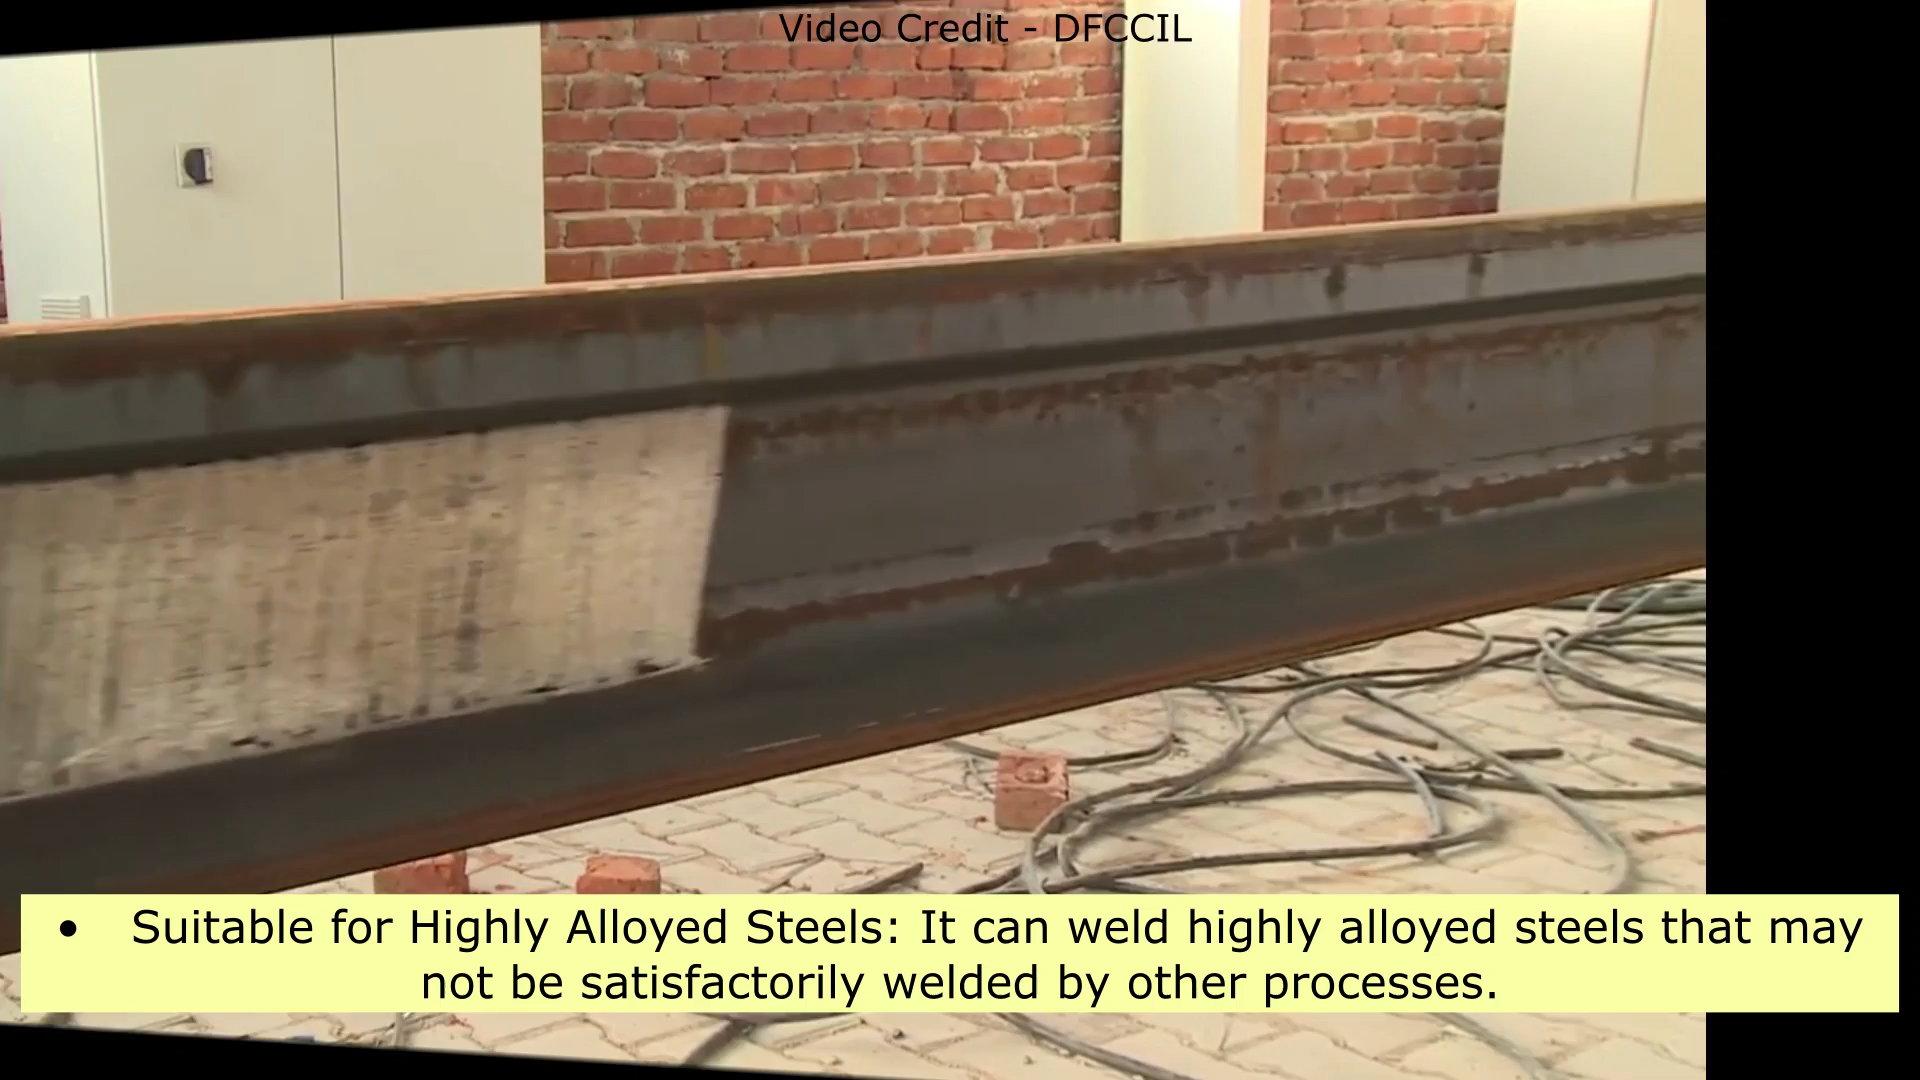 Video Credit - DFCCIL
• Suitable for Highly Alloyed Steels: It can weld highly alloyed steels that may
not be satisfactorily welded by other processes.